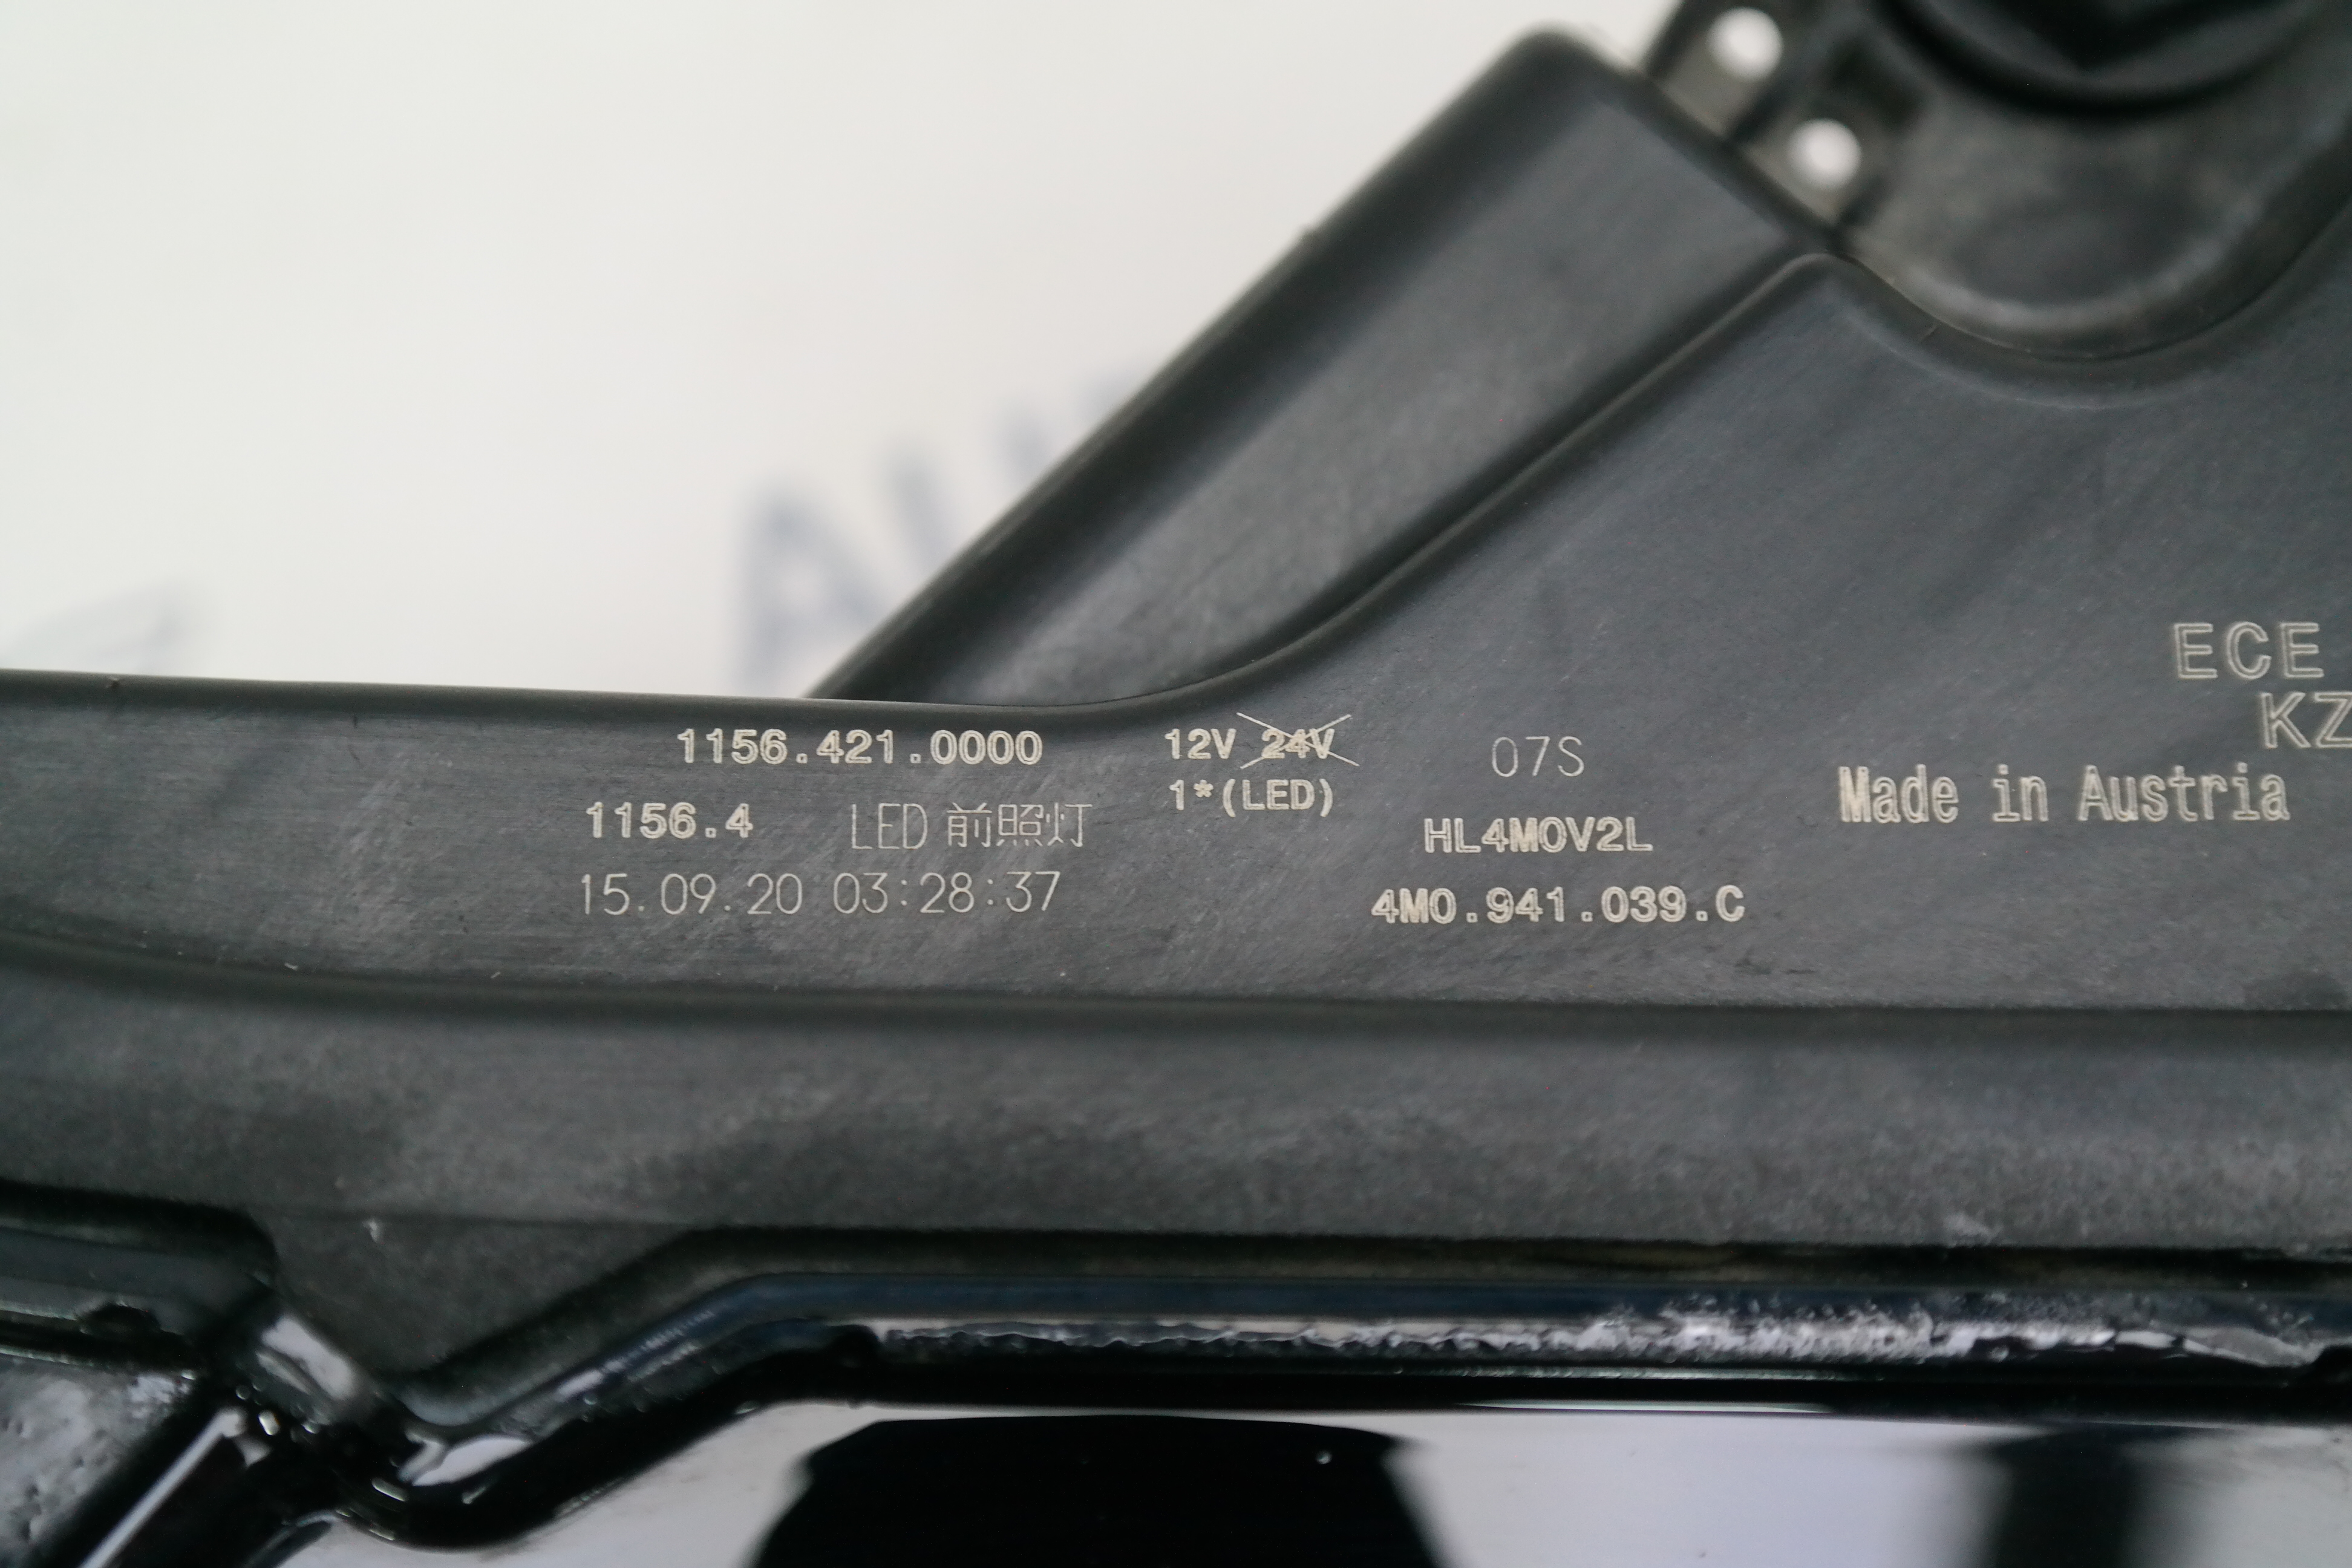 ECE
KZ
1156.421.0000 12V 24V 07S
1156.4 LED 前照灯 1*(LED) HL4M0V2L Made in Austria
15.09.20 03:28:37 4M0.941.039.C